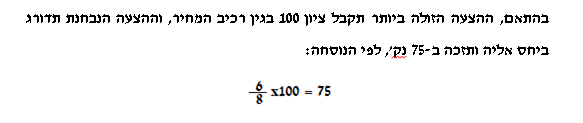 בהתאם, ההצעה הזולה ביותר תקבל ציון 100 בגין רכיב המחיר, וההצעה הנבחנת תדורג
ביחס אליה ותזכה ב-75 נק', לפי הנוסחה:
6/8 x100 = 75